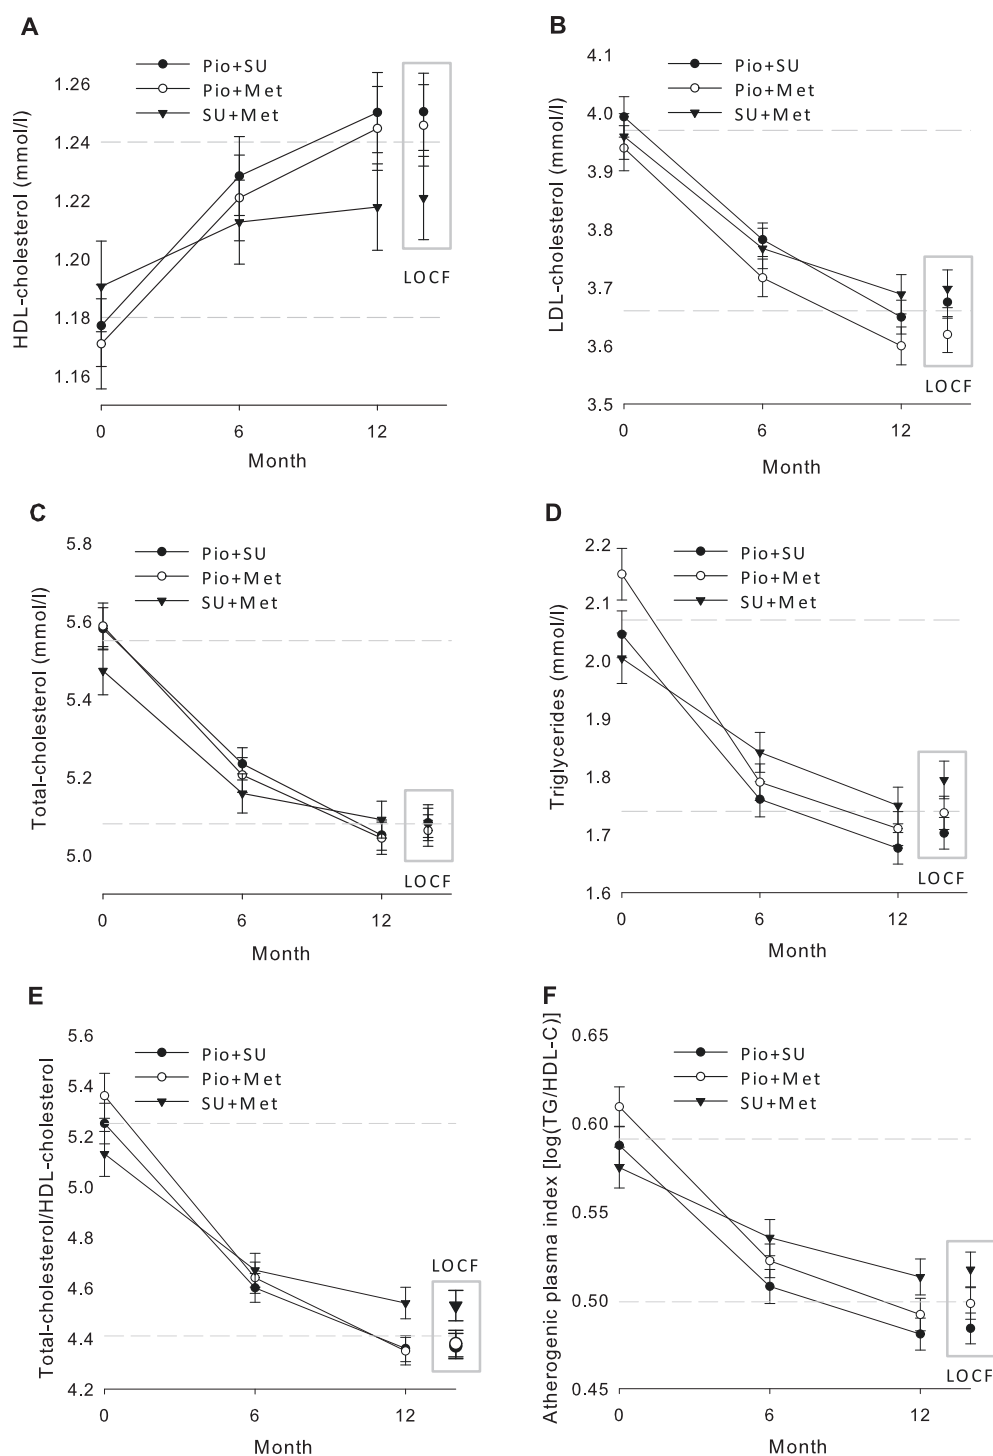 A
Pio+SU
Pio+Met
SU+Met
HDL-cholesterol (mmol/l)
1.26
1.24
1.22
1.20
1.18
1.16
LOCF
0 6 12
Month
B
Pio+SU
Pio+Met
SU+Met
LDL-cholesterol (mmol/l)
4.1
4.0
3.9
3.8
3.7
3.6
3.5
LOCF
0 6 12
Month
C
Pio+SU
Pio+Met
SU+Met
Total-cholesterol (mmol/l)
5.8
5.6
5.4
5.2
5.0
LOCF
0 6 12
Month
D
Pio+SU
Pio+Met
SU+Met
Triglycerides (mmol/l)
2.2
2.1
2.0
1.9
1.8
1.7
1.6
LOCF
0 6 12
Month
E
Pio+SU
Pio+Met
SU+Met
Total-cholesterol/HDL-cholesterol
5.6
5.4
5.2
5.0
4.8
4.6
4.4
4.2
LOCF
0 6 12
Month
F
Pio+SU
Pio+Met
SU+Met
Atherogenic plasma index [log(TG/HDL-C)]
0.65
0.60
0.55
0.50
0.45
LOCF
0 6 12
Month